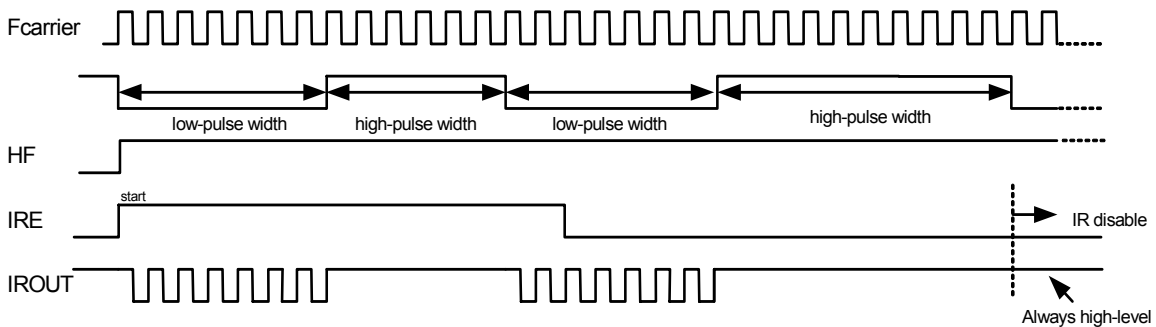 Fcarrier
low-pulse width high-pulse width low-pulse width high-pulse width
HF
start
IRE
IR disable
IROUT
Always high-level